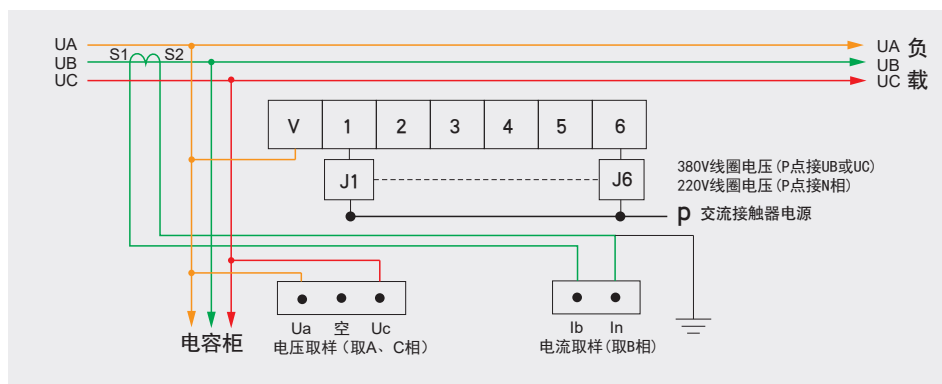 UA S1 S2 UA 负
UB UB
UC UC 载
V 1 2 3 4 5 6
J1 J6
380V线圈电压(P点接UB或UC)
220V线圈电压(P点接N相)
p 交流接触器电源
Ua 空 Uc
电压取样(取A、C相)
Ib In
电流取样(取B相)
电容柜